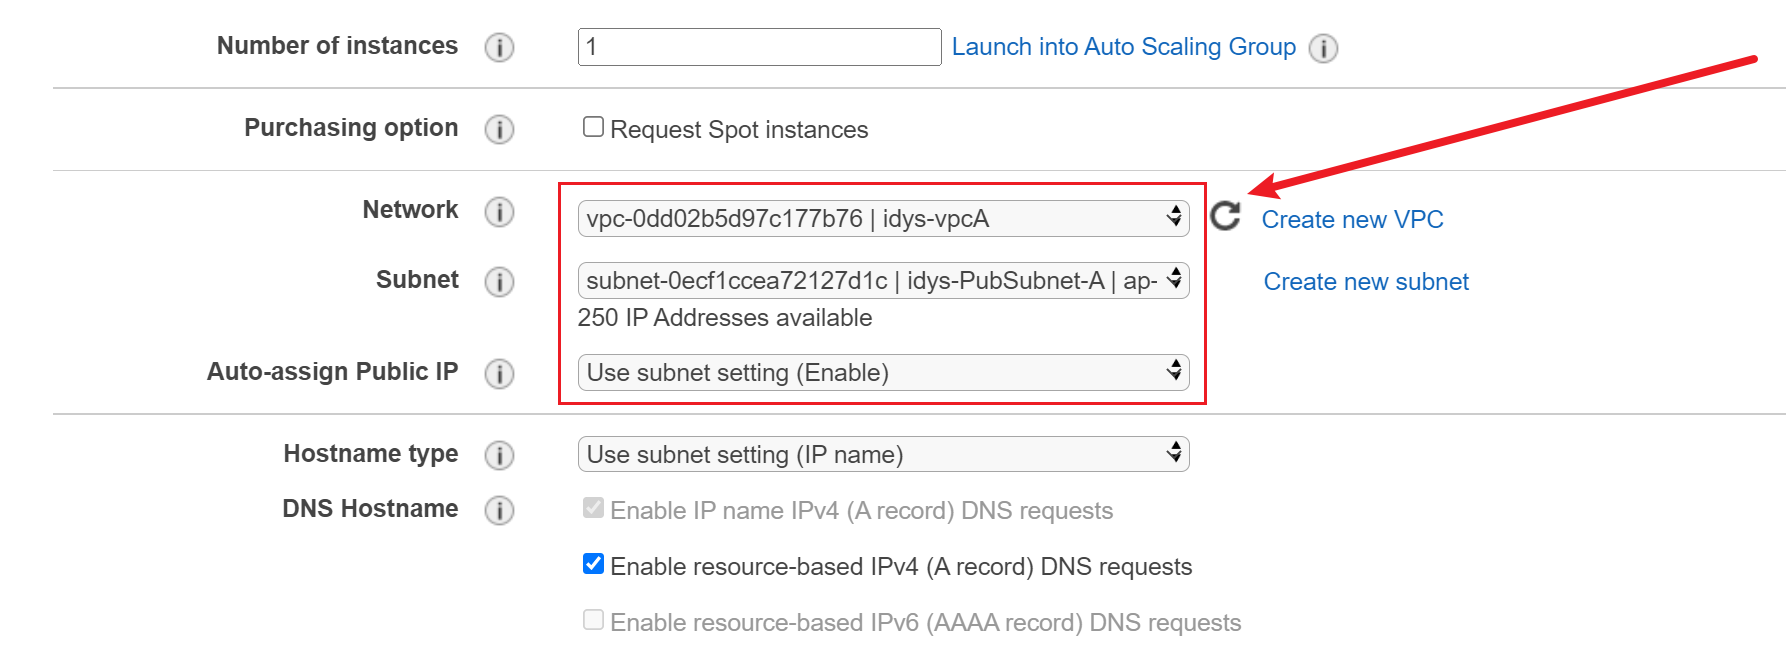 Number of instances i 1 Launch into Auto Scaling Group i
Purchasing option i Request Spot instances
Network i vpc-0dd02b5d97c177b76 | idys-vpcA Create new VPC
Subnet i subnet-0ecf1ccea72127d1c | idys-PubSubnet-A | ap- Create new subnet
250 IP Addresses available
Auto-assign Public IP i Use subnet setting (Enable)
Hostname type i Use subnet setting (IP name)
DNS Hostname i Enable IP name IPv4 (A record) DNS requests
Enable resource-based IPv4 (A record) DNS requests
Enable resource-based IPv6 (AAAA record) DNS requests